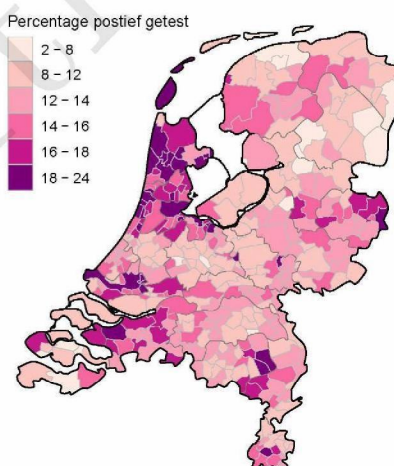 Percentage postief getest
2 – 8
8 – 12
12 – 14
14 – 16
16 – 18
18 – 24